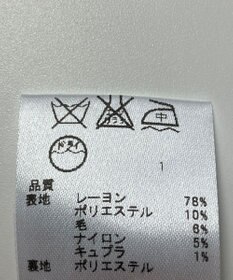 中
ドライ
1
品質
表地 レーヨン 78%
ポリエステル 10%
毛 6%
ナイロン 5%
キュプラ 1%
裏地 ポリエステル